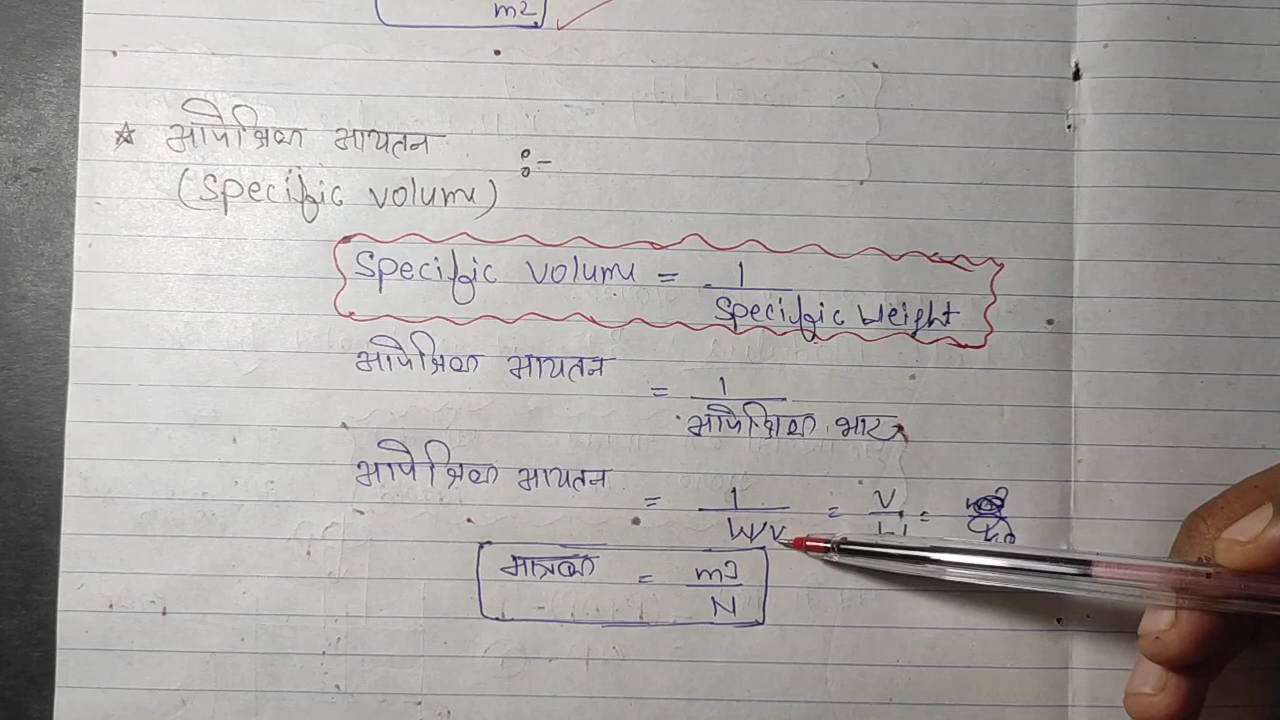 m2
☆ आपेक्षिक आयतन :-
(Specific volume)
Specific volume = 1 / Specific weight
आपेक्षिक आयतन = 1 / आपेक्षिक भार
आपेक्षिक आयतन = 1 / W/V = V / W =
मात्रक = m3 / N